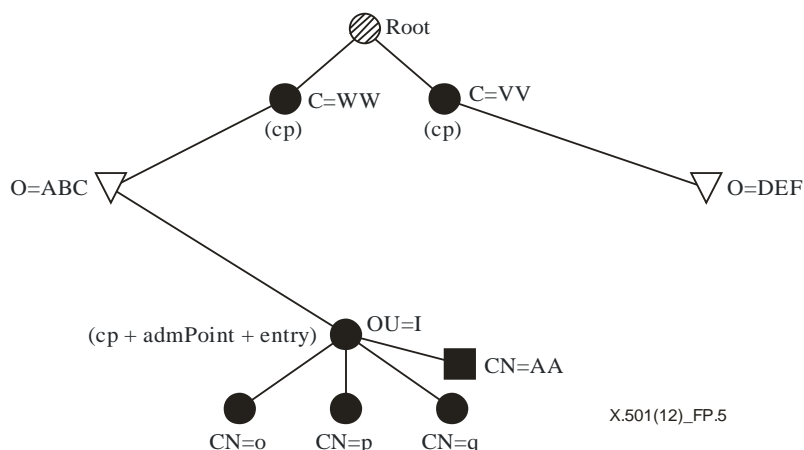 Root
C=WW
C=VV
(cp)
(cp)
O=ABC
O=DEF
(cp + admPoint + entry)
OU=I
CN=AA
X.501(12)_FP.5
CN=o
CN=p
CN=q